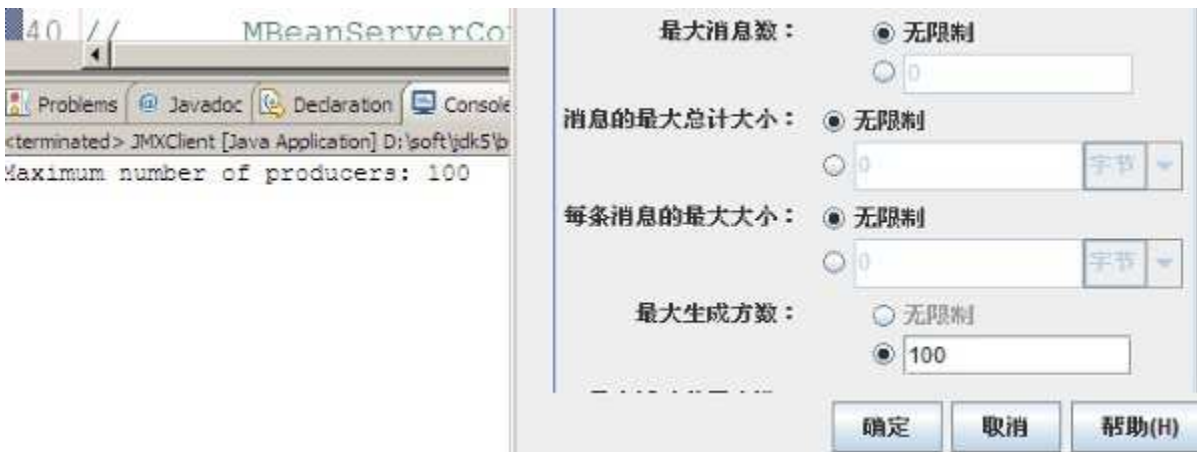 40 // MBeanServerCo
Problems Javadoc Declaration Console
<terminated> JMXClient [Java Application] D:\soft\jdk5\b
Maximum number of producers: 100
最大消息数：
无限制
0
消息的最大总计大小：
无限制
0 字节
每条消息的最大大小：
无限制
0 字节
最大生成方数：
无限制
100
确定 取消 帮助(H)